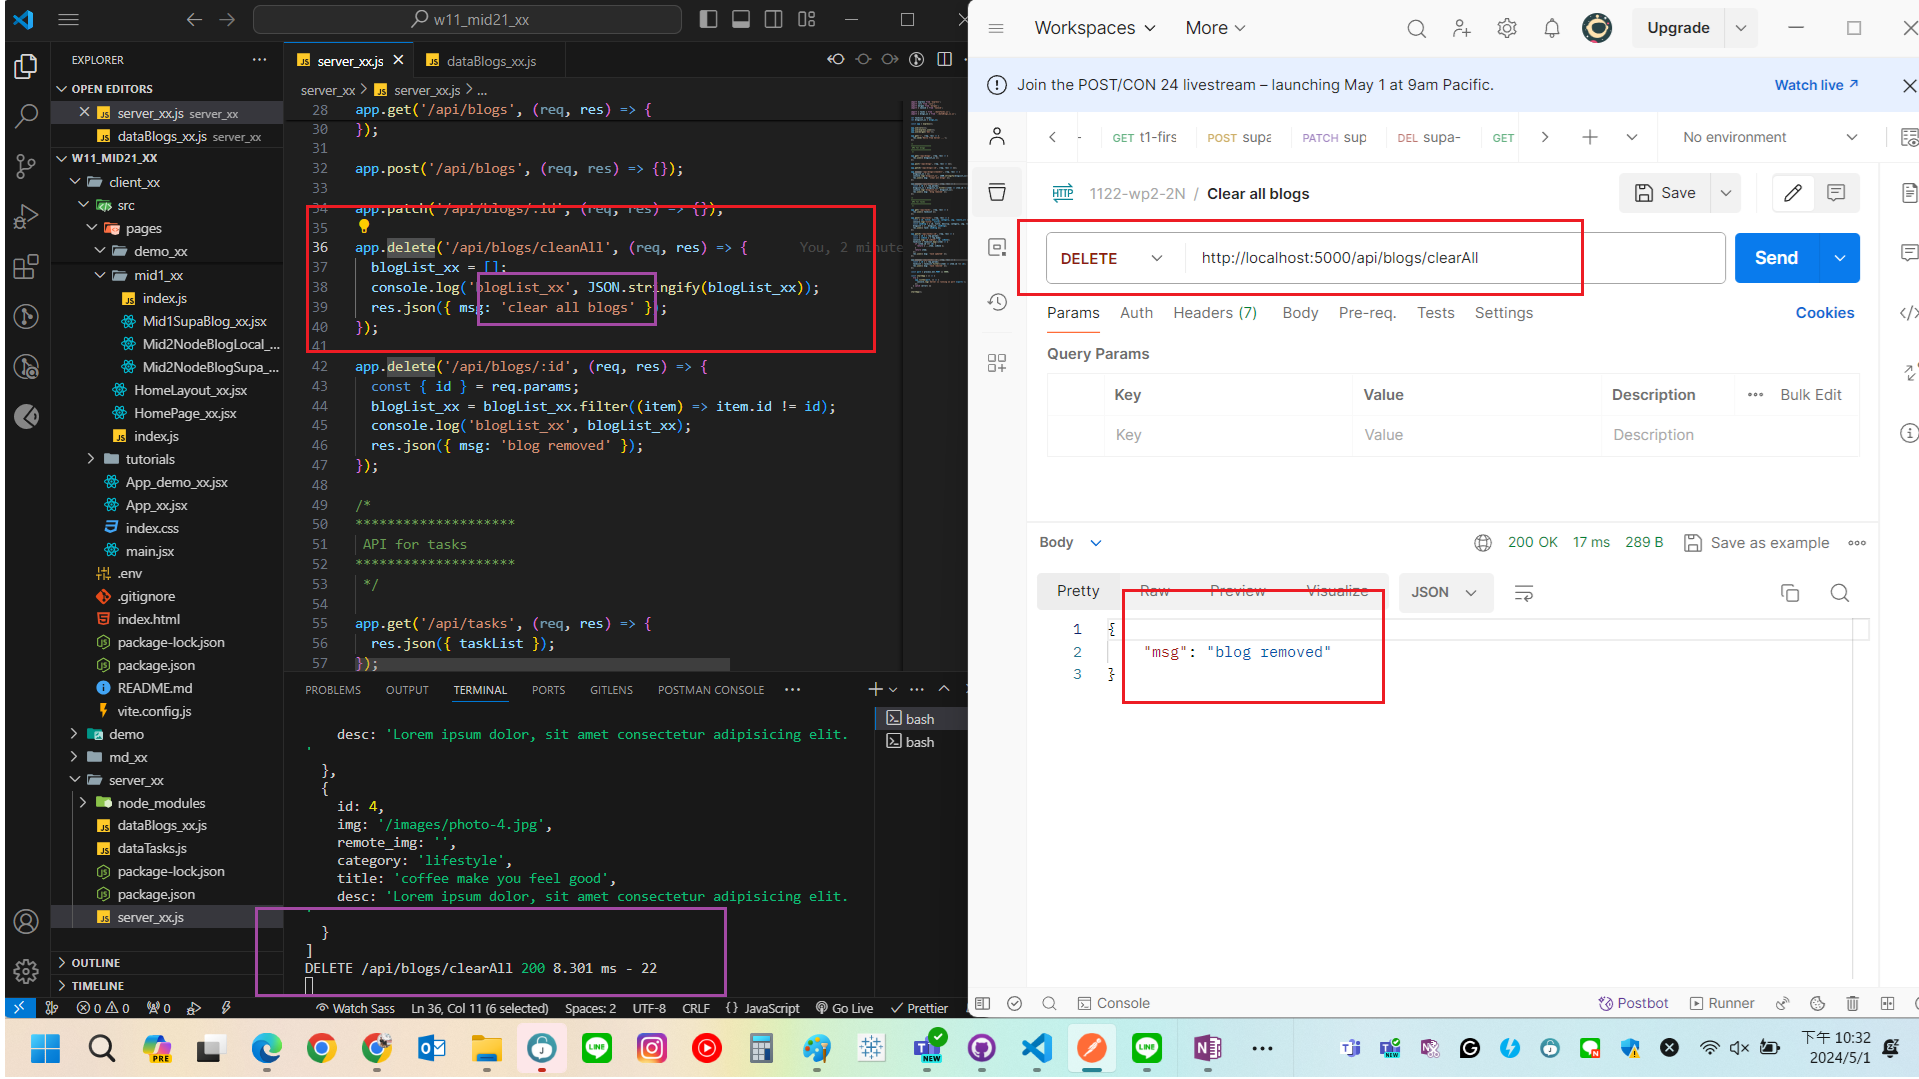 w11_mid21_xx
EXPLORER
OPEN EDITORS
server_xx.js server_xx
dataBlogs_xx.js server_xx
W11_MID21_XX
client_xx
src
pages
demo_xx
mid1_xx
index.js
Mid1SupaBlog_xx.jsx
Mid2NodeBlogLocal_...
Mid2NodeBlogSupa_...
HomeLayout_xx.jsx
HomePage_xx.jsx
index.js
tutorials
App_demo_xx.jsx
App_xx.jsx
index.css
main.jsx
.env
.gitignore
index.html
package-lock.json
package.json
README.md
vite.config.js
demo
md_xx
server_xx
node_modules
dataBlogs_xx.js
dataTasks.js
package-lock.json
package.json
server_xx.js
OUTLINE
TIMELINE
server_xx.js
dataBlogs_xx.js
server_xx > server_xx.js > ...
28 app.get('/api/blogs', (req, res) => {
30 });
31
32 app.post('/api/blogs', (req, res) => {});
33
34 app.patch('/api/blogs/:id', (req, res) => {});
35
36 app.delete('/api/blogs/cleanAll', (req, res) => { You, 2 minute
37 blogList_xx = [];
38 console.log('blogList_xx', JSON.stringify(blogList_xx));
39 res.json({ msg: 'clear all blogs' });
40 });
41
42 app.delete('/api/blogs/:id', (req, res) => {
43 const { id } = req.params;
44 blogList_xx = blogList_xx.filter((item) => item.id != id);
45 console.log('blogList_xx', blogList_xx);
46 res.json({ msg: 'blog removed' });
47 });
48
49 /*
50 ********************
51 API for tasks
52 ********************
53 */
54
55 app.get('/api/tasks', (req, res) => {
56 res.json({ taskList });
57 });
PROBLEMS OUTPUT TERMINAL PORTS GITLENS POSTMAN CONSOLE
bash
bash
desc: 'Lorem ipsum dolor, sit amet consectetur adipisicing elit.
'
},
{
id: 4,
img: '/images/photo-4.jpg',
remote_img: '',
category: 'lifestyle',
title: 'coffee make you feel good',
desc: 'Lorem ipsum dolor, sit amet consectetur adipisicing elit.
'
}
]
DELETE /api/blogs/clearAll 200 8.301 ms - 22
0 0 0 Watch Sass Ln 36, Col 11 (6 selected) Spaces: 2 UTF-8 CRLF {} JavaScript Go Live Prettier
Workspaces More Upgrade
Join the POST/CON 24 livestream – launching May 1 at 9am Pacific. Watch live
GET t1-firs POST supa PATCH sup DEL supa- GET No environment
HTTP 1122-wp2-2N / Clear all blogs Save
DELETE http://localhost:5000/api/blogs/clearAll Send
Params Auth Headers (7) Body Pre-req. Tests Settings Cookies
Query Params
Key Value Description Bulk Edit
Key Value Description
Body 200 OK 17 ms 289 B Save as example
Pretty Raw Preview Visualize JSON
1 {
2 "msg": "blog removed"
3 }
Console Postbot Runner
PRE NEW NEW
下午 10:32
2024/5/1